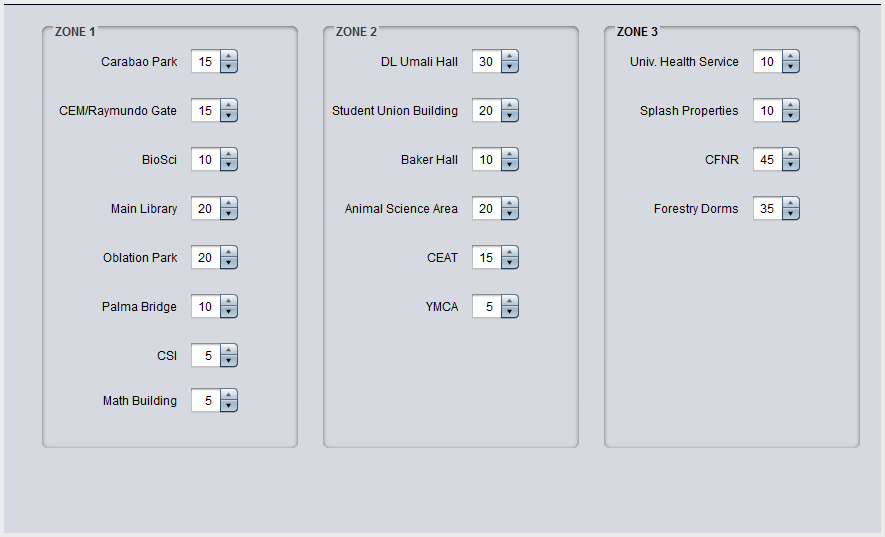 ZONE 1
Carabao Park 15
CEM/Raymundo Gate 15
BioSci 10
Main Library 20
Oblation Park 20
Palma Bridge 10
CSI 5
Math Building 5
ZONE 2
DL Umali Hall 30
Student Union Building 20
Baker Hall 10
Animal Science Area 20
CEAT 15
YMCA 5
ZONE 3
Univ. Health Service 10
Splash Properties 10
CFNR 45
Forestry Dorms 35